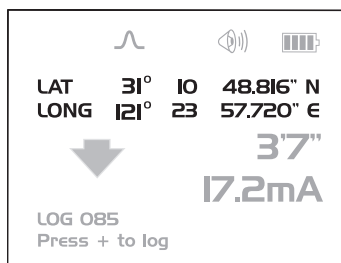 LAT 31° 10 48.816" N
LONG 121° 23 57.720" E
3'7"
17.2mA
LOG 085
Press + to log